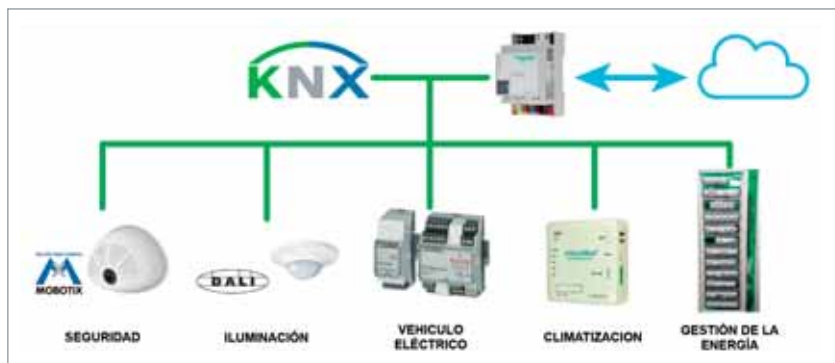 KNX
DALI
MOBOTIX
SEGURIDAD
ILUMINACIÓN
VEHICULO
ELÉCTRICO
CLIMATIZACION
GESTIÓN DE LA
ENERGÍA